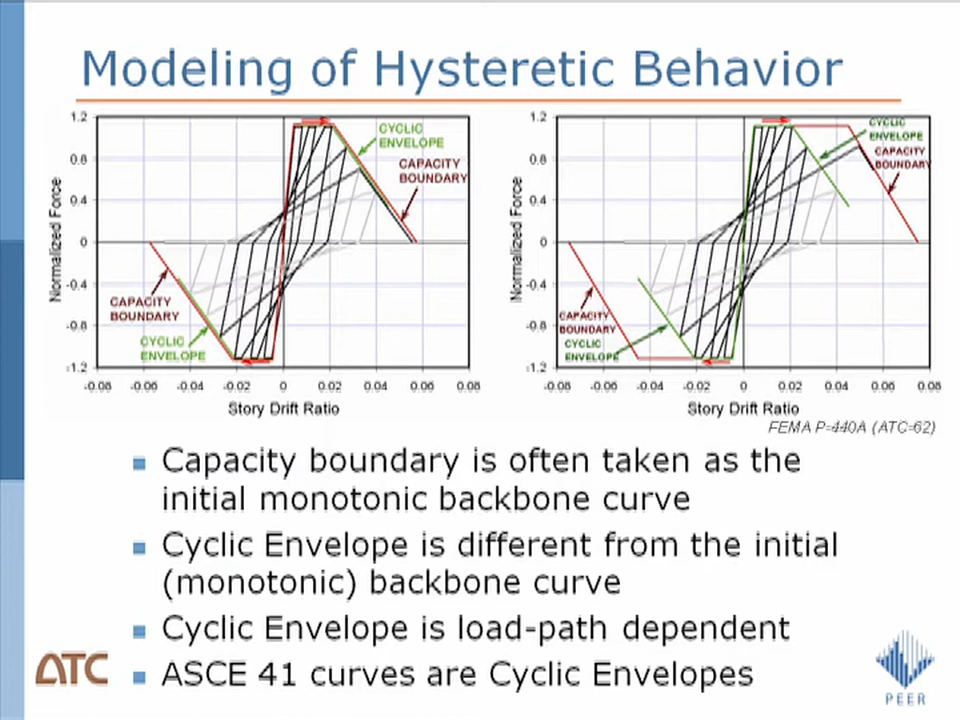 Modeling of Hysteretic Behavior
1.2
0.8
0.4
0
-0.4
-0.8
-1.2
Normalized Force
CYCLIC
ENVELOPE
CAPACITY
BOUNDARY
CAPACITY
BOUNDARY
CYCLIC
ENVELOPE
-0.08 -0.06 -0.04 -0.02 0 0.02 0.04 0.06 0.08
Story Drift Ratio
1.2
0.8
0.4
0
-0.4
-0.8
-1.2
Normalized Force
CYCLIC
ENVELOPE
CAPACITY
BOUNDARY
CAPACITY
BOUNDARY
CYCLIC
ENVELOPE
-0.08 -0.06 -0.04 -0.02 0 0.02 0.04 0.06 0.08
Story Drift Ratio
FEMA P-440A (ATC-62)
Capacity boundary is often taken as the
initial monotonic backbone curve
Cyclic Envelope is different from the initial
(monotonic) backbone curve
Cyclic Envelope is load-path dependent
ASCE 41 curves are Cyclic Envelopes
ATC
PEER